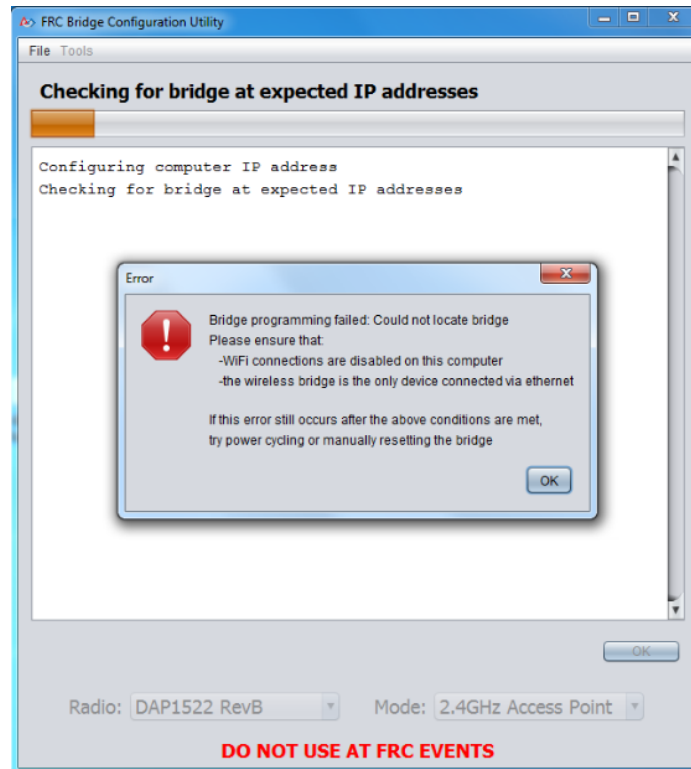 FRC Bridge Configuration Utility
File Tools
Checking for bridge at expected IP addresses
Configuring computer IP address
Checking for bridge at expected IP addresses
Error
Bridge programming failed: Could not locate bridge
Please ensure that:
-WiFi connections are disabled on this computer
-the wireless bridge is the only device connected via ethernet
If this error still occurs after the above conditions are met,
try power cycling or manually resetting the bridge
OK
OK
Radio: DAP1522 RevB Mode: 2.4GHz Access Point
DO NOT USE AT FRC EVENTS